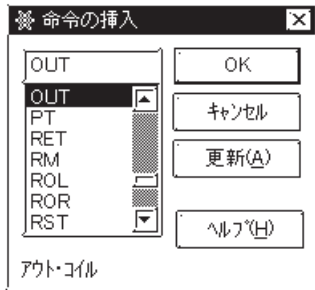 命令の挿入
OUT
OUT
PT
RET
RM
ROL
ROR
RST
OK
ｷｬﾝｾﾙ
更新(A)
ﾍﾙﾌﾟ(H)
ｱｳﾄ･ｺｲﾙ